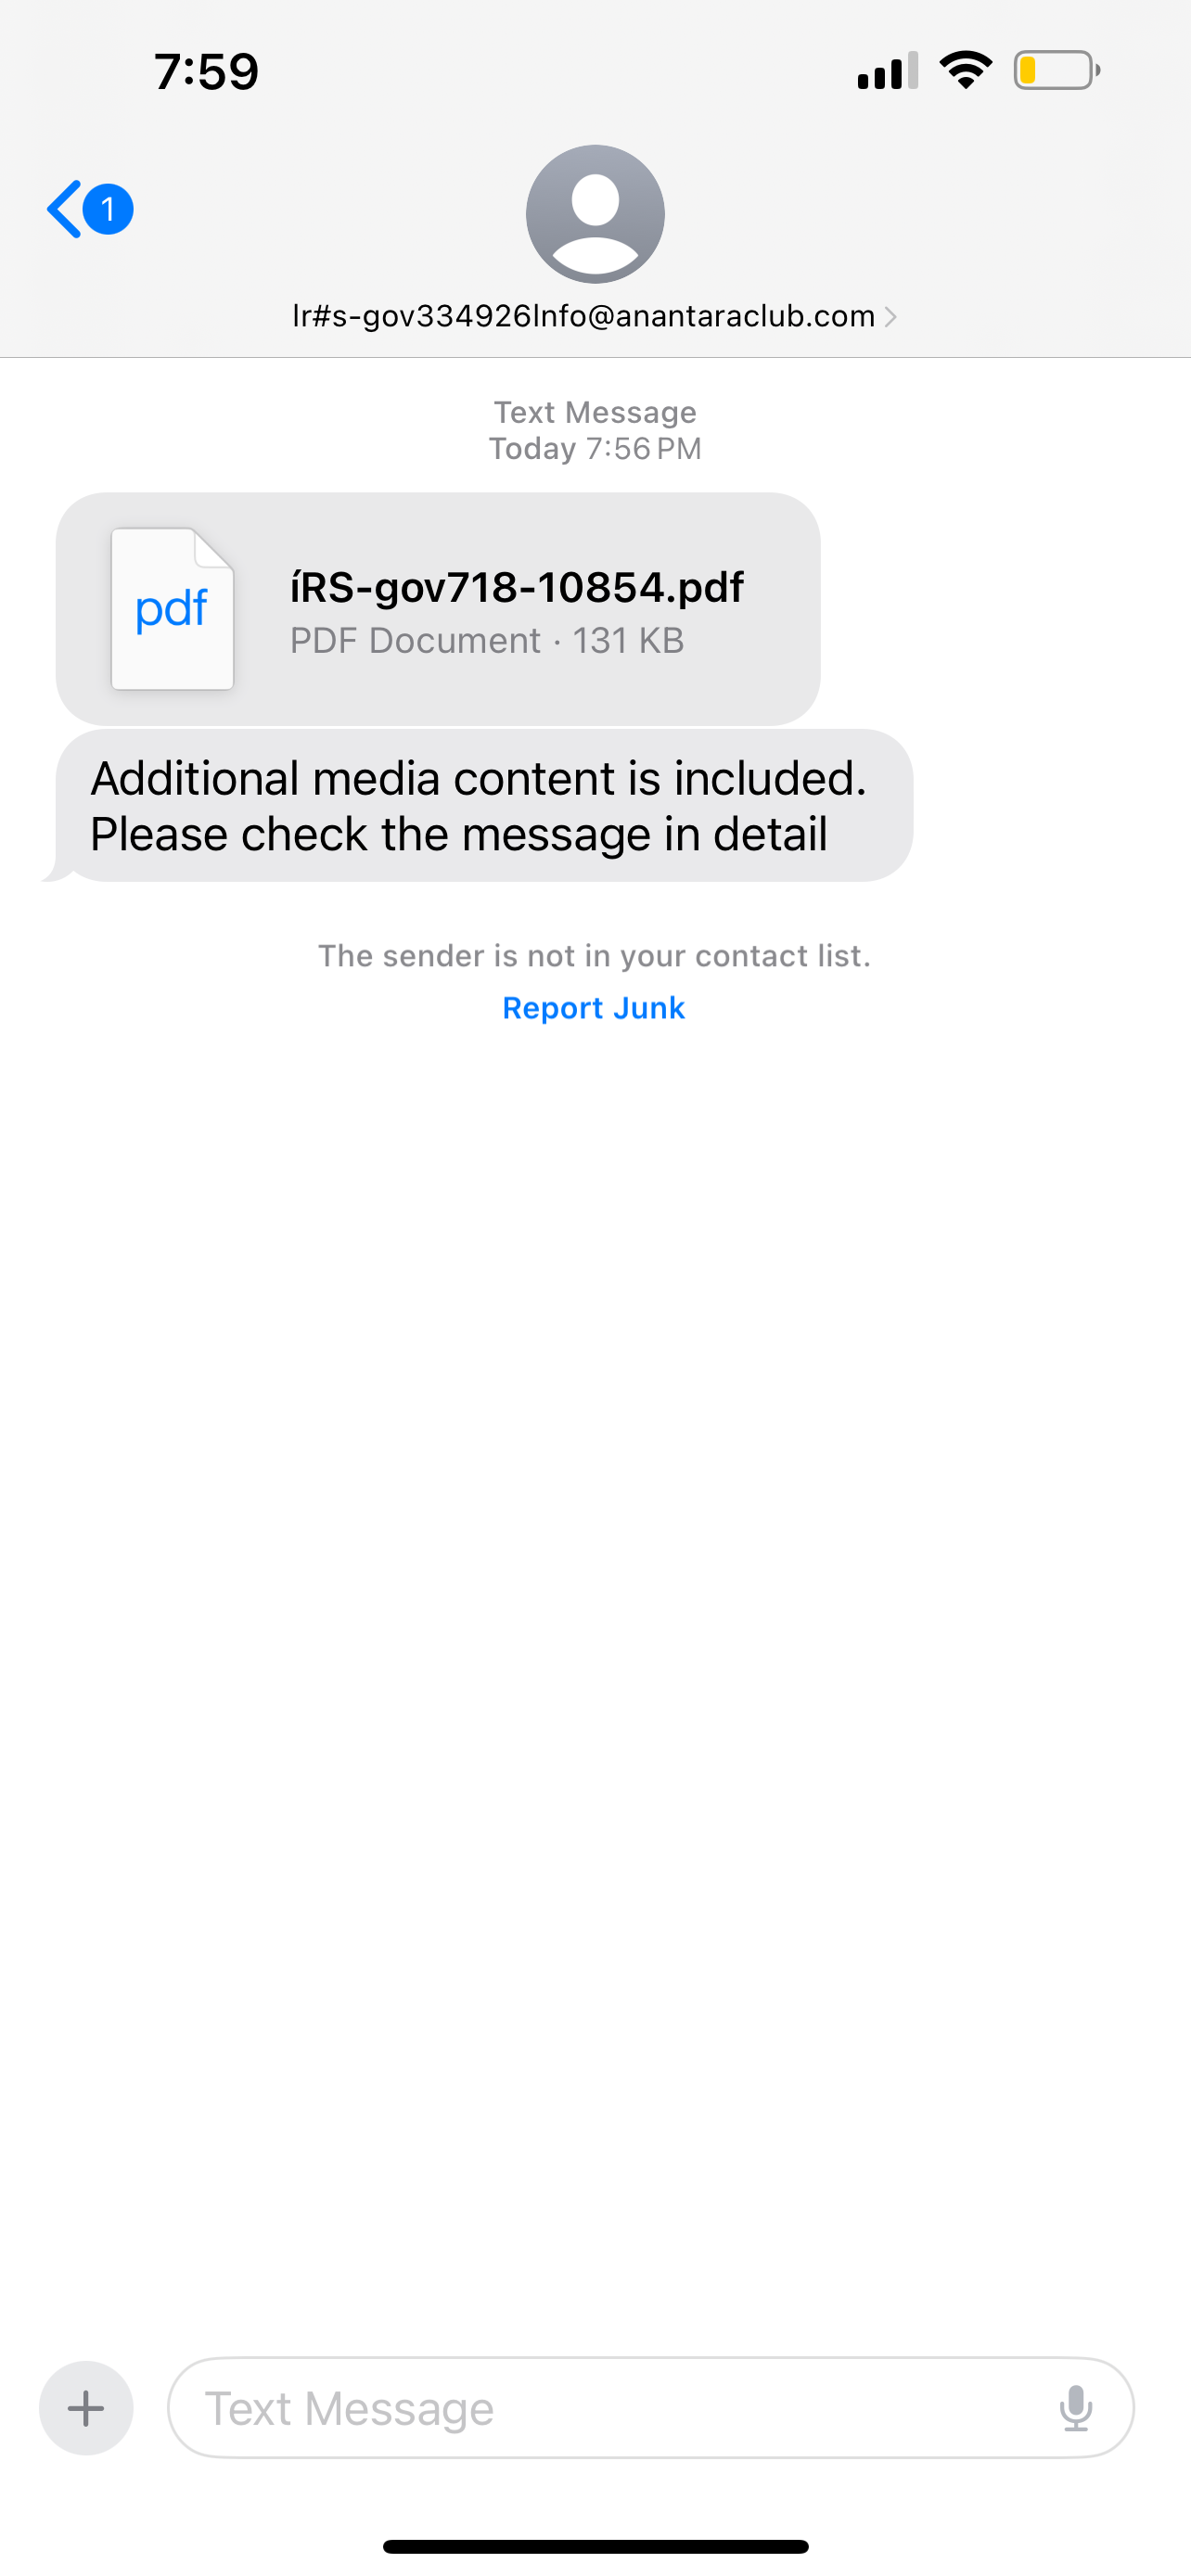 7:59
1
lr#s-gov334926Info@anantaraclub.com
Text Message
Today 7:56 PM
pdf
íRS-gov718-10854.pdf
PDF Document · 131 KB
Additional media content is included.
Please check the message in detail
The sender is not in your contact list.
Report Junk
Text Message